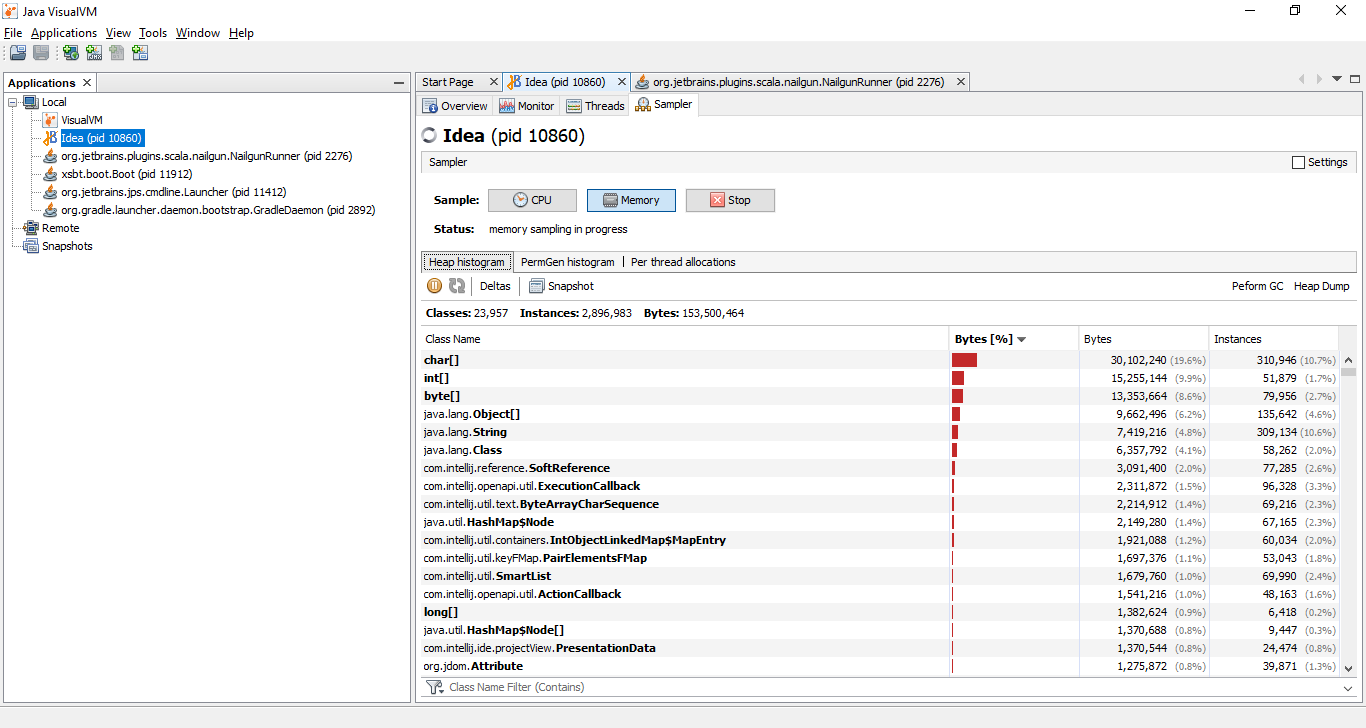 Java VisualVM
File Applications View Tools Window Help
Applications
Local
VisualVM
Idea (pid 10860)
org.jetbrains.plugins.scala.nailgun.NailgunRunner (pid 2276)
xsbt.boot.Boot (pid 11912)
org.jetbrains.jps.cmdline.Launcher (pid 11412)
org.gradle.launcher.daemon.bootstrap.GradleDaemon (pid 2892)
Remote
Snapshots
Start Page Idea (pid 10860) org.jetbrains.plugins.scala.nailgun.NailgunRunner (pid 2276)
Overview Monitor Threads Sampler
Idea (pid 10860)
Sampler Settings
Sample: CPU Memory Stop
Status: memory sampling in progress
Heap histogram PermGen histogram Per thread allocations
Deltas Snapshot Peform GC Heap Dump
Classes: 23,957 Instances: 2,896,983 Bytes: 153,500,464
Class Name Bytes [%] Bytes Instances
char[] 30,102,240 (19.6%) 310,946 (10.7%)
int[] 15,255,144 (9.9%) 51,879 (1.7%)
byte[] 13,353,664 (8.6%) 79,956 (2.7%)
java.lang.Object[] 9,662,496 (6.2%) 135,642 (4.6%)
java.lang.String 7,419,216 (4.8%) 309,134 (10.6%)
java.lang.Class 6,357,792 (4.1%) 58,262 (2.0%)
com.intellij.reference.SoftReference 3,091,400 (2.0%) 77,285 (2.6%)
com.intellij.openapi.util.ExecutionCallback 2,311,872 (1.5%) 96,328 (3.3%)
com.intellij.util.text.ByteArrayCharSequence 2,214,912 (1.4%) 69,216 (2.3%)
java.util.HashMap$Node 2,149,280 (1.4%) 67,165 (2.3%)
com.intellij.util.containers.IntObjectLinkedMap$MapEntry 1,921,088 (1.2%) 60,034 (2.0%)
com.intellij.util.keyFMap.PairElementsFMap 1,697,376 (1.1%) 53,043 (1.8%)
com.intellij.util.SmartList 1,679,760 (1.0%) 69,990 (2.4%)
com.intellij.openapi.util.ActionCallback 1,541,216 (1.0%) 48,163 (1.6%)
long[] 1,382,624 (0.9%) 6,418 (0.2%)
java.util.HashMap$Node[] 1,370,688 (0.8%) 9,447 (0.3%)
com.intellij.ide.projectView.PresentationData 1,370,544 (0.8%) 24,474 (0.8%)
org.jdom.Attribute 1,275,872 (0.8%) 39,871 (1.3%)
Class Name Filter (Contains)